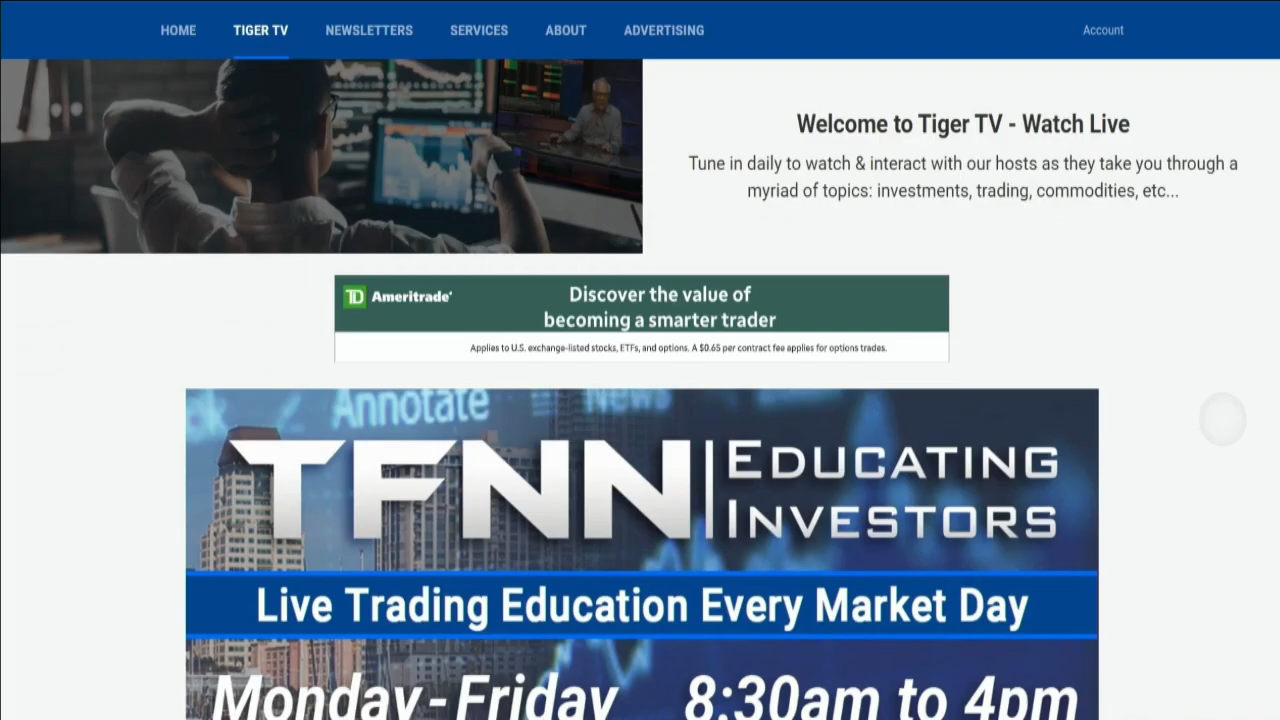 HOME TIGER TV NEWSLETTERS SERVICES ABOUT ADVERTISING Account
Welcome to Tiger TV - Watch Live
Tune in daily to watch & interact with our hosts as they take you through a
myriad of topics: investments, trading, commodities, etc...
TD Ameritrade
Discover the value of
becoming a smarter trader
Applies to U.S. exchange-listed stocks, ETFs, and options. A $0.65 per contract fee applies for options trades.
Annotate News
TFNN EDUCATING
INVESTORS
Live Trading Education Every Market Day
Monday - Friday 8:30am to 4pm